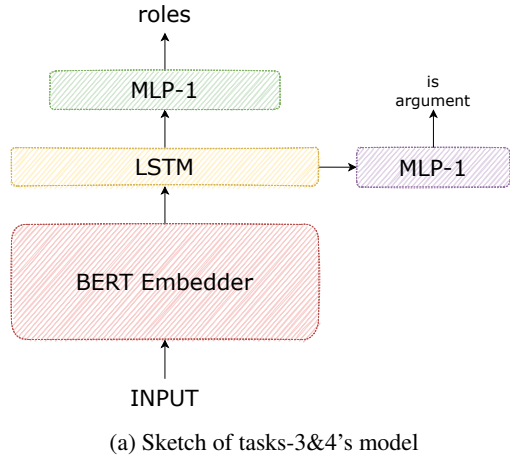 roles
MLP-1
is
argument
LSTM
MLP-1
BERT Embedder
INPUT
(a) Sketch of tasks-3&4's model